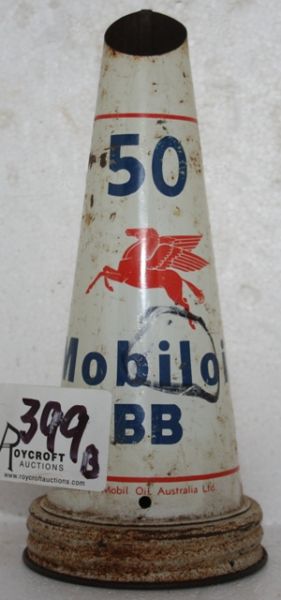 50
Mobiloi
BB
Mobil Oil Australia Ltd.
399
B
ROYCROFT
AUCTIONS
www.roycroftauctions.com